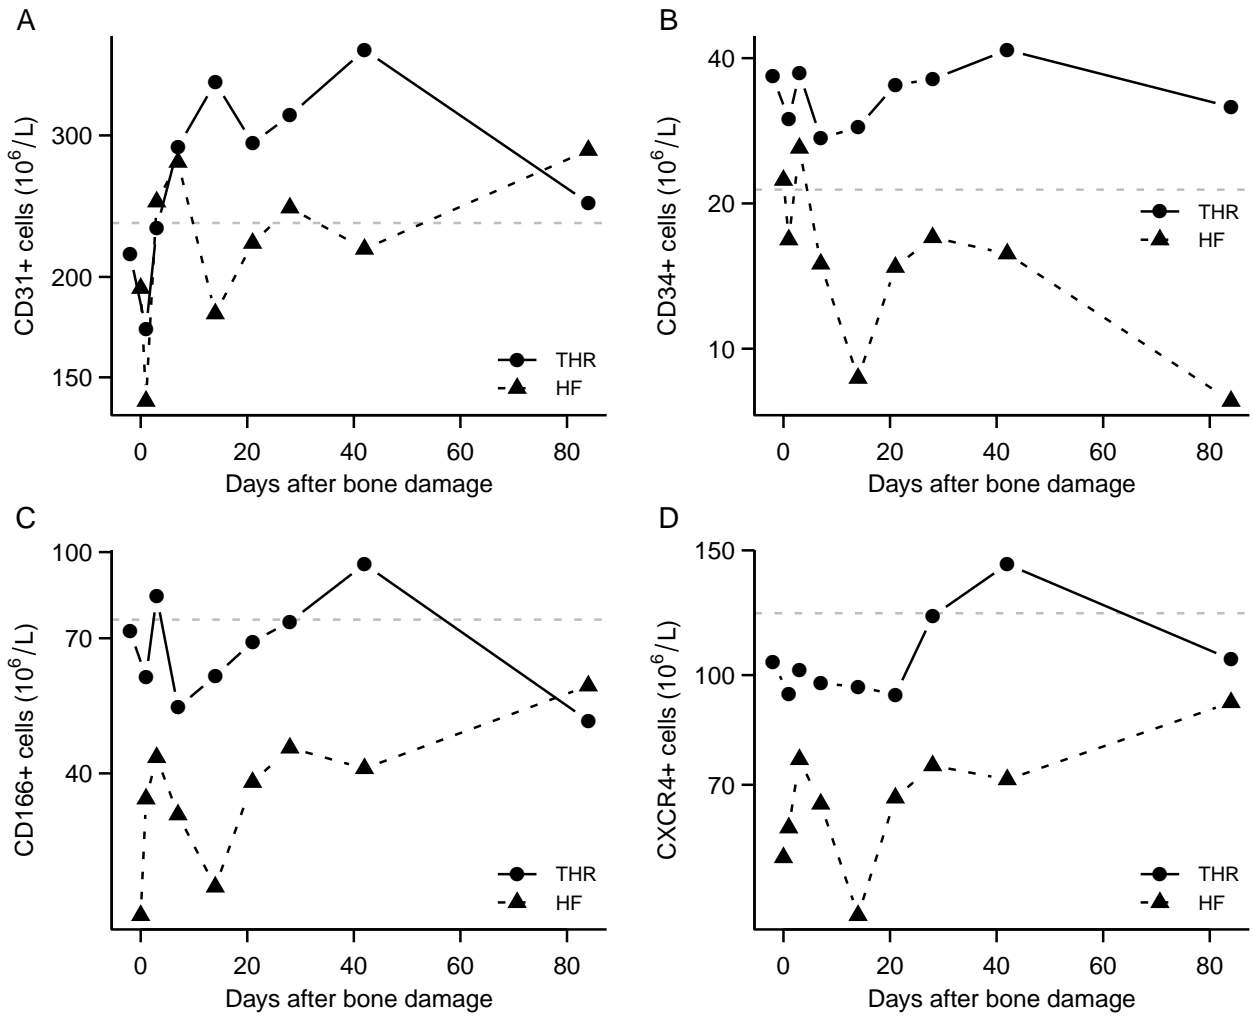 A
CD31+ cells (10^6/L)
300
200
150
THR
HF
0 20 40 60 80
Days after bone damage
B
CD34+ cells (10^6/L)
40
20
10
THR
HF
0 20 40 60 80
Days after bone damage
C
CD166+ cells (10^6/L)
100
70
40
THR
HF
0 20 40 60 80
Days after bone damage
D
CXCR4+ cells (10^6/L)
150
100
70
THR
HF
0 20 40 60 80
Days after bone damage